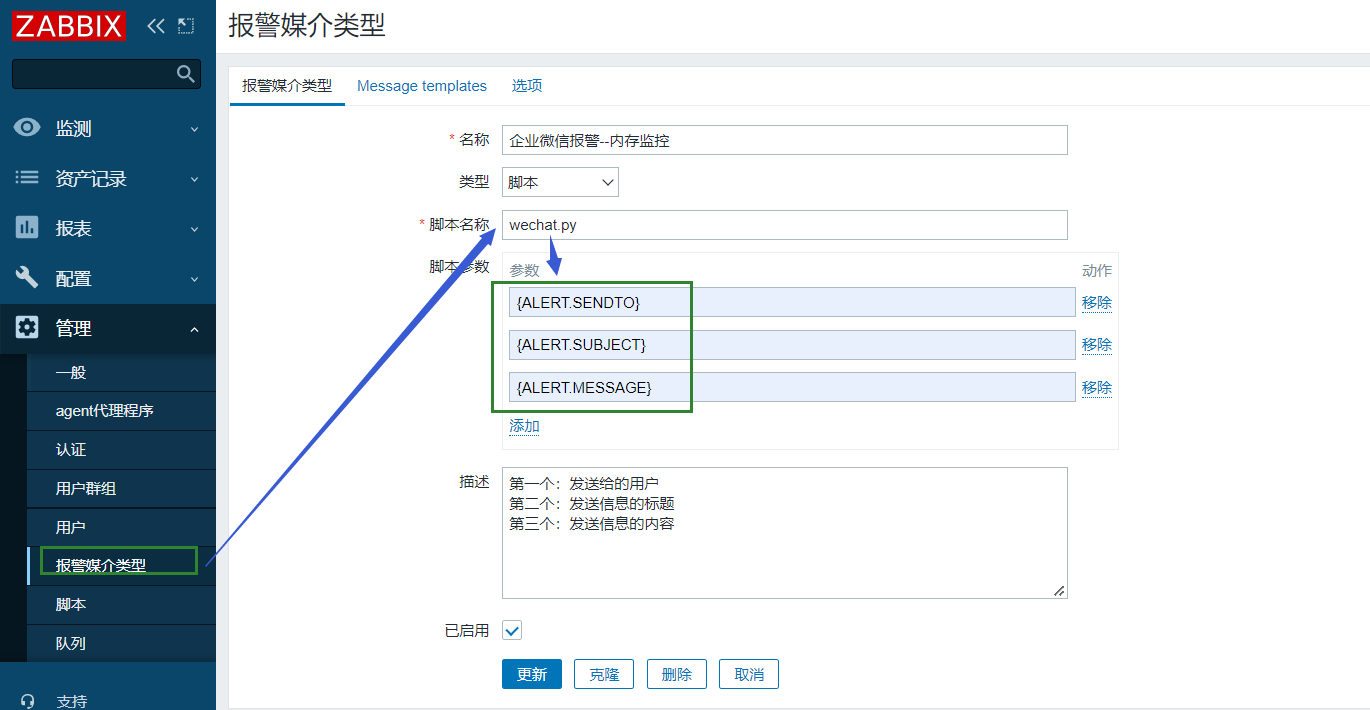 ZABBIX
监测
资产记录
报表
配置
管理
一般
agent代理程序
认证
用户群组
用户
报警媒介类型
脚本
队列
支持
报警媒介类型
报警媒介类型 Message templates 选项
* 名称 企业微信报警--内存监控
类型 脚本
* 脚本名称 wechat.py
脚本参数 参数 动作
{ALERT.SENDTO} 移除
{ALERT.SUBJECT} 移除
{ALERT.MESSAGE} 移除
添加
描述 第一个：发送给的用户
第二个：发送信息的标题
第三个：发送信息的内容
已启用
更新 克隆 删除 取消